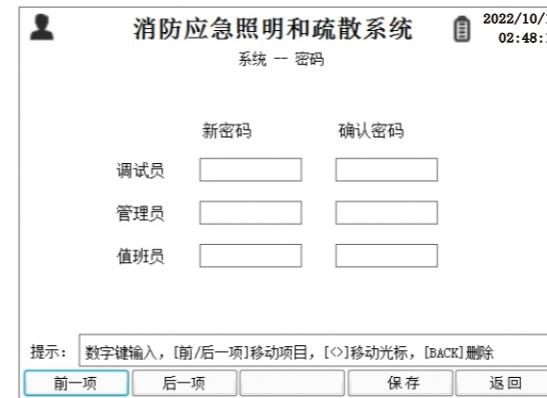 消防应急照明和疏散系统
2022/10/
02:48:
系统 -- 密码
新密码 确认密码
调试员
管理员
值班员
提示: 数字键输入, [前/后一项]移动项目, [<>]移动光标, [BACK]删除
前一项 后一项 保存 返回